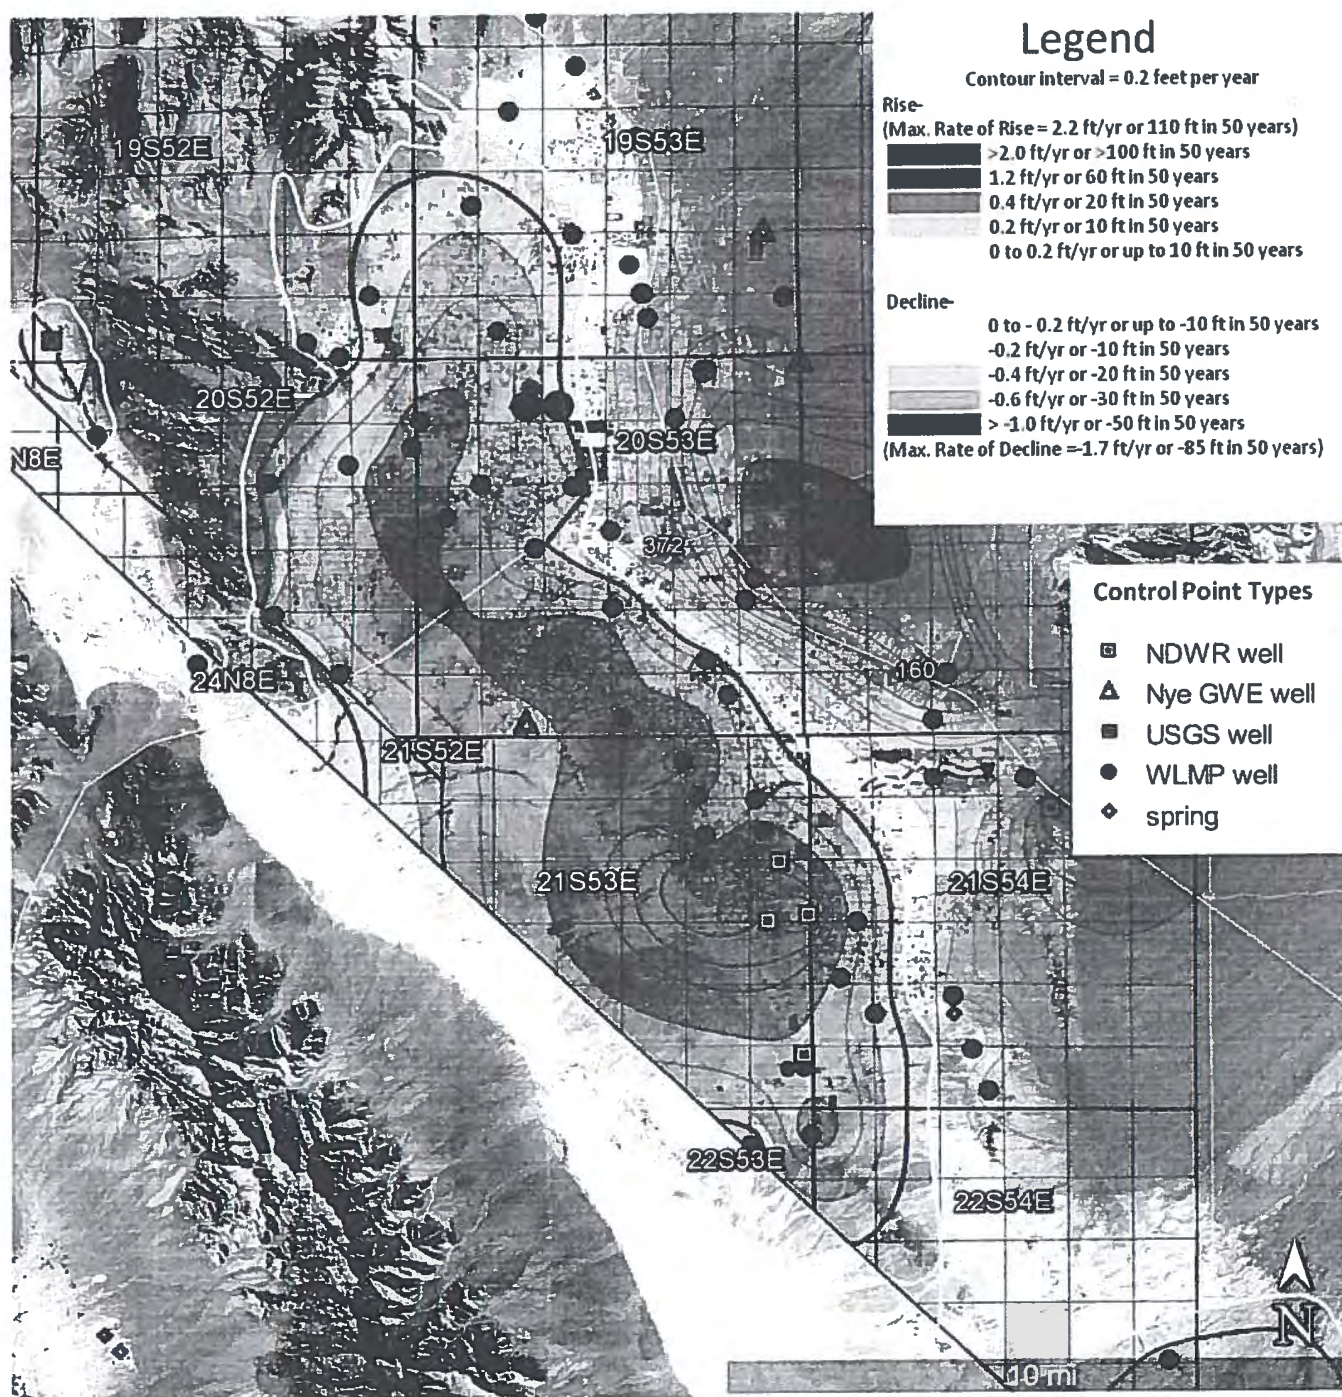 Legend
Contour interval = 0.2 feet per year
Rise-
(Max. Rate of Rise = 2.2 ft/yr or 110 ft in 50 years)
>2.0 ft/yr or >100 ft in 50 years
1.2 ft/yr or 60 ft in 50 years
0.4 ft/yr or 20 ft in 50 years
0.2 ft/yr or 10 ft in 50 years
0 to 0.2 ft/yr or up to 10 ft in 50 years
Decline-
0 to - 0.2 ft/yr or up to -10 ft in 50 years
-0.2 ft/yr or -10 ft in 50 years
-0.4 ft/yr or -20 ft in 50 years
-0.6 ft/yr or -30 ft in 50 years
> -1.0 ft/yr or -50 ft in 50 years
(Max. Rate of Decline =-1.7 ft/yr or -85 ft in 50 years)
19S52E
19S53E
20S52E
20S53E
N8E
372
Control Point Types
NDWR well
Nye GWE well
USGS well
WLMP well
spring
24N8E
160
21S52E
21S53E
21S54E
22S53E
22S54E
N
10 mi